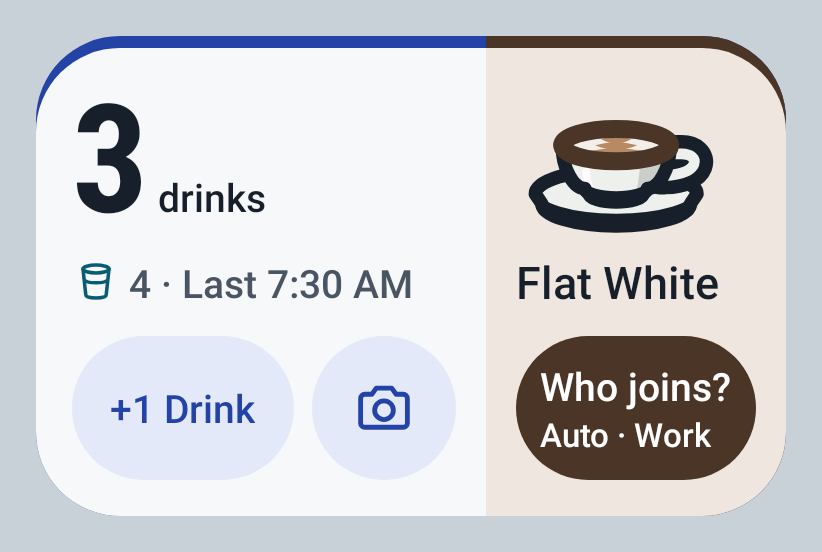 3 drinks
4 · Last 7:30 AM
+1 Drink
Flat White
Who joins?
Auto · Work